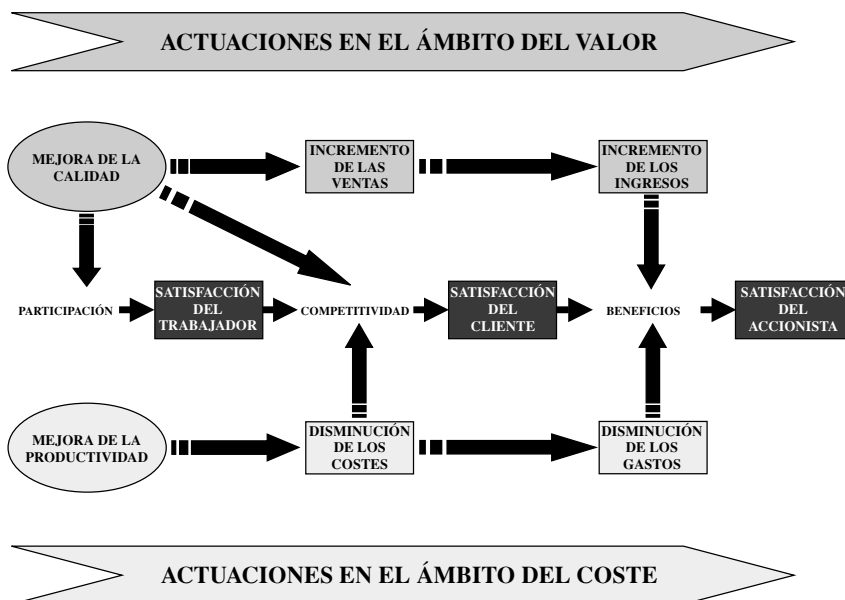 ACTUACIONES EN EL ÁMBITO DEL VALOR
MEJORA DE LA
CALIDAD
INCREMENTO
DE LAS
VENTAS
INCREMENTO
DE LOS
INGRESOS
PARTICIPACIÓN
SATISFACCIÓN
DEL
TRABAJADOR
COMPETITIVIDAD
SATISFACCIÓN
DEL
CLIENTE
BENEFICIOS
SATISFACCIÓN
DEL
ACCIONISTA
MEJORA DE LA
PRODUCTIVIDAD
DISMINUCIÓN
DE LOS
COSTES
DISMINUCIÓN
DE LOS
GASTOS
ACTUACIONES EN EL ÁMBITO DEL COSTE